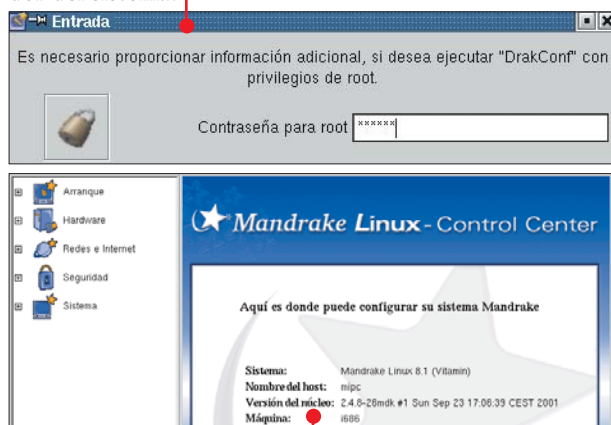 Entrada
Es necesario proporcionar información adicional, si desea ejecutar "DrakConf" con
privilegios de root.
Contraseña para root ******
Arranque
Hardware
Redes e Internet
Seguridad
Sistema
Mandrake Linux - Control Center
Aquí es donde puede configurar su sistema Mandrake
Sistema: Mandrake Linux 8.1 (Vitamin)
Nombre del host: mipc
Versión del núcleo: 2.4.8-26mdk #1 Sun Sep 23 17:06:39 CEST 2001
Máquina: i686